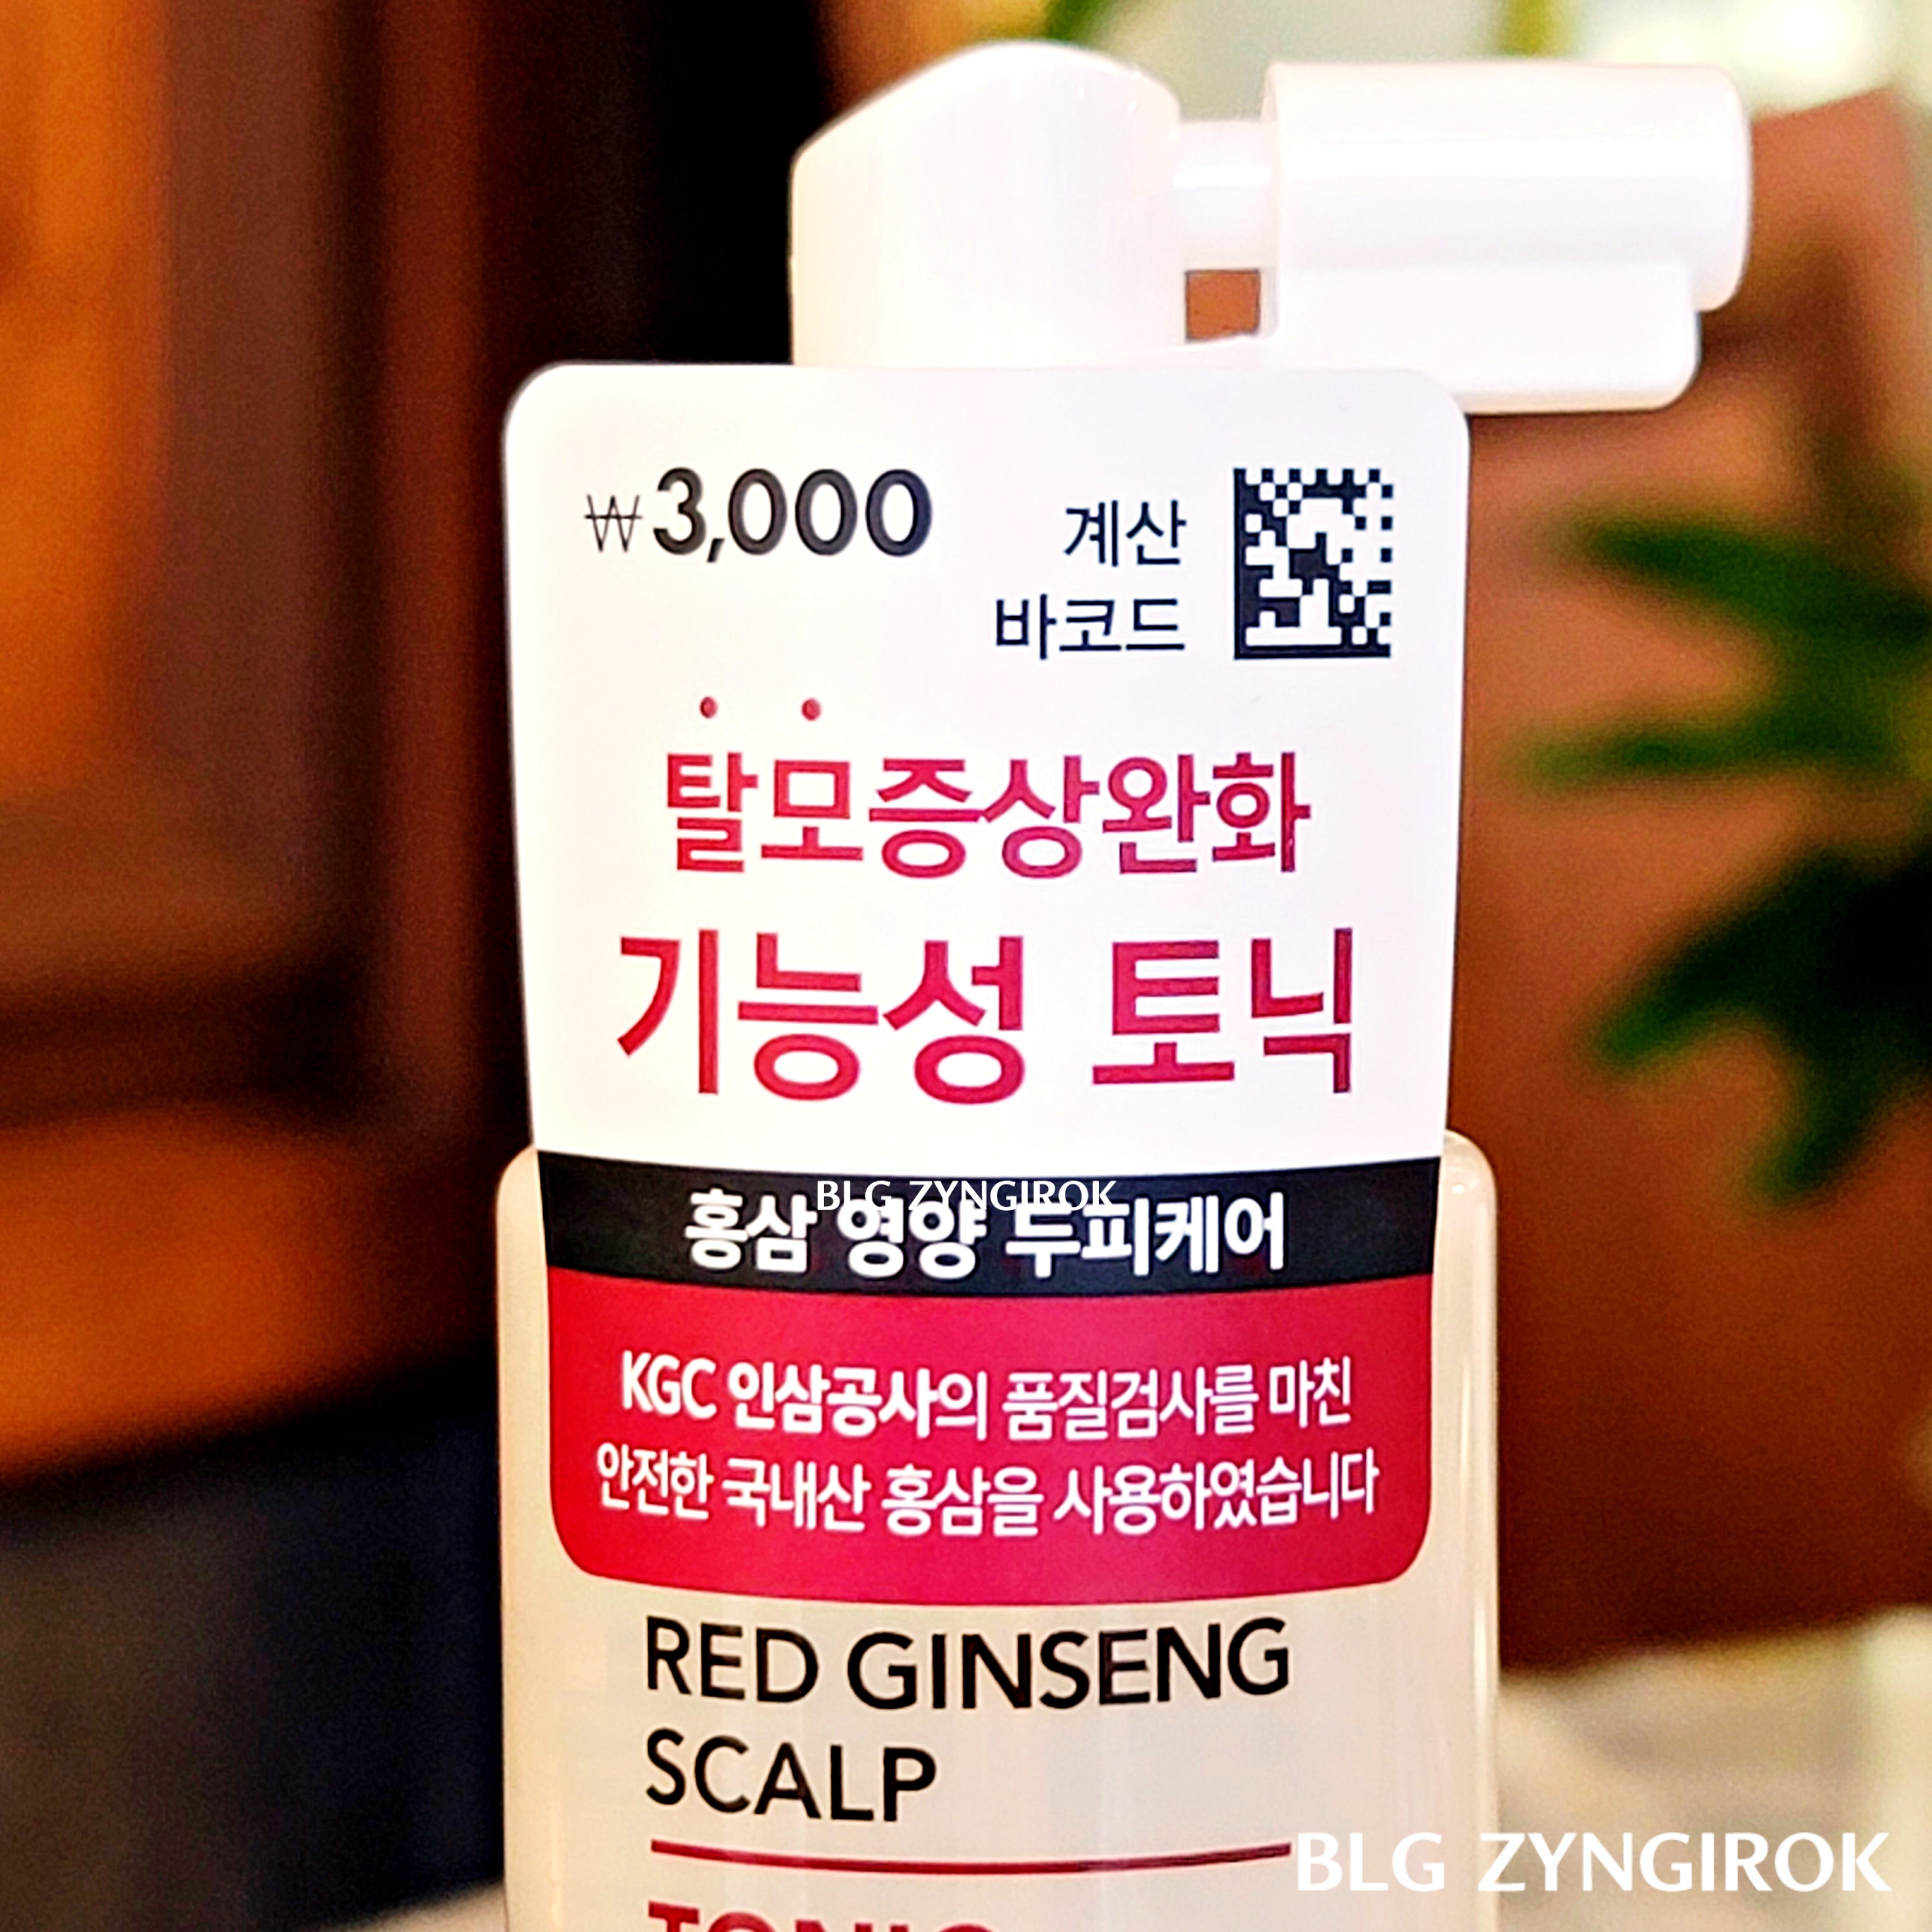 ₩3,000
계산
바코드
탈모증상완화
기능성 토닉
BLG ZYNGIROK
홍삼 영양 두피케어
KGC 인삼공사의 품질검사를 마친
안전한 국내산 홍삼을 사용하였습니다
RED GINSENG
SCALP
TONIC
BLG ZYNGIROK